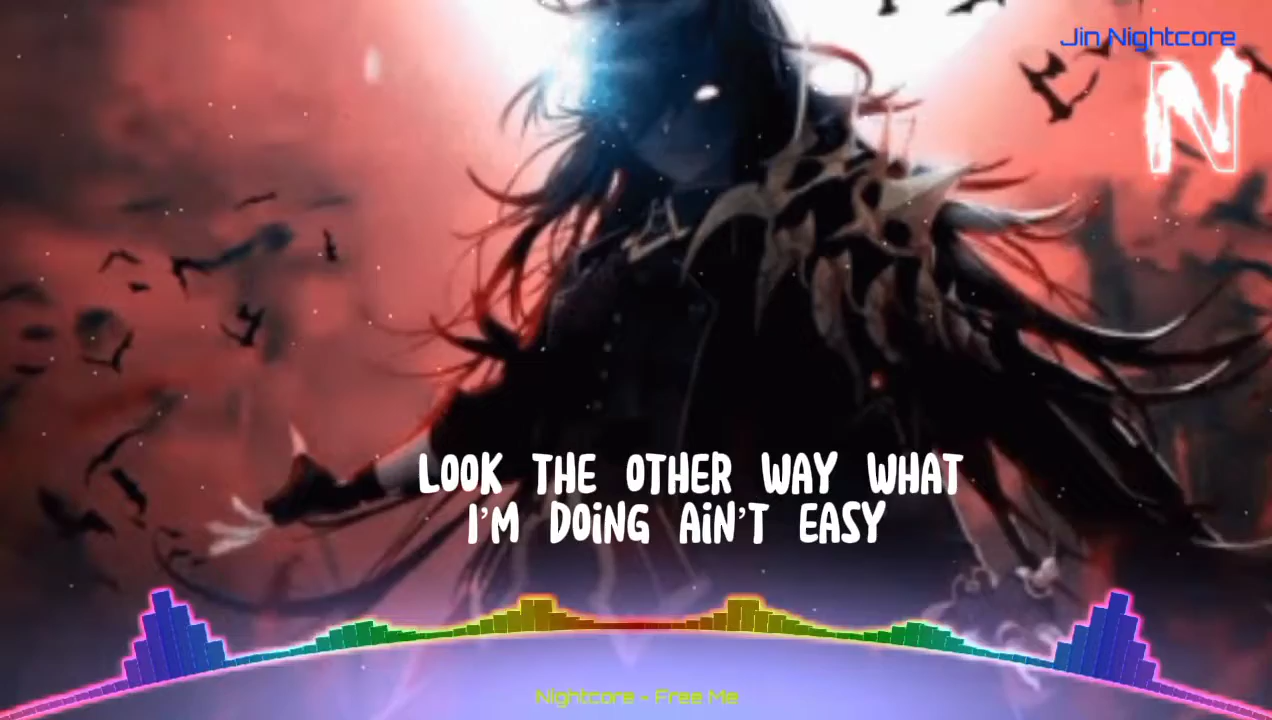 Jin Nightcore
N
LOOK THE OTHER WAY WHAT
I'M DOING AIN'T EASY
Nightcore - Free Me